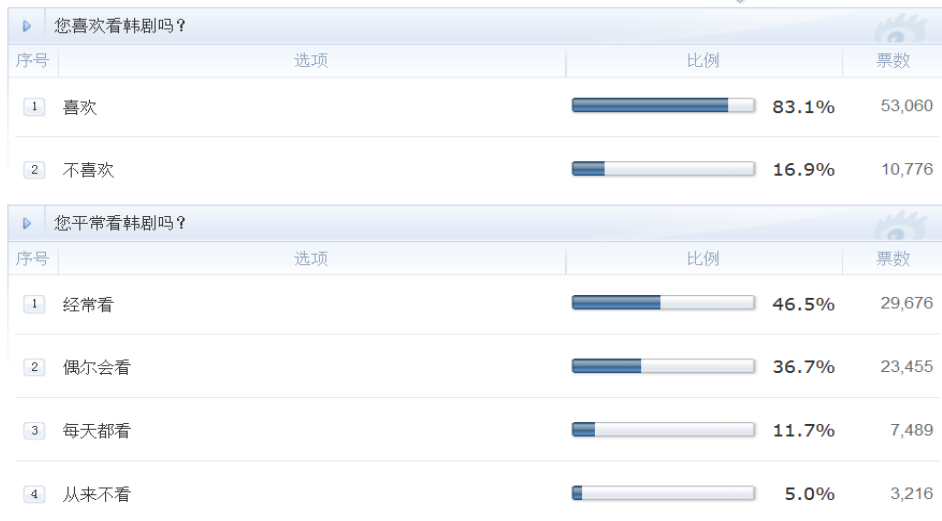 您喜欢看韩剧吗？
序号 选项 比例 票数
1 喜欢 83.1% 53,060
2 不喜欢 16.9% 10,776
您平常看韩剧吗？
序号 选项 比例 票数
1 经常看 46.5% 29,676
2 偶尔会看 36.7% 23,455
3 每天都看 11.7% 7,489
4 从来不看 5.0% 3,216